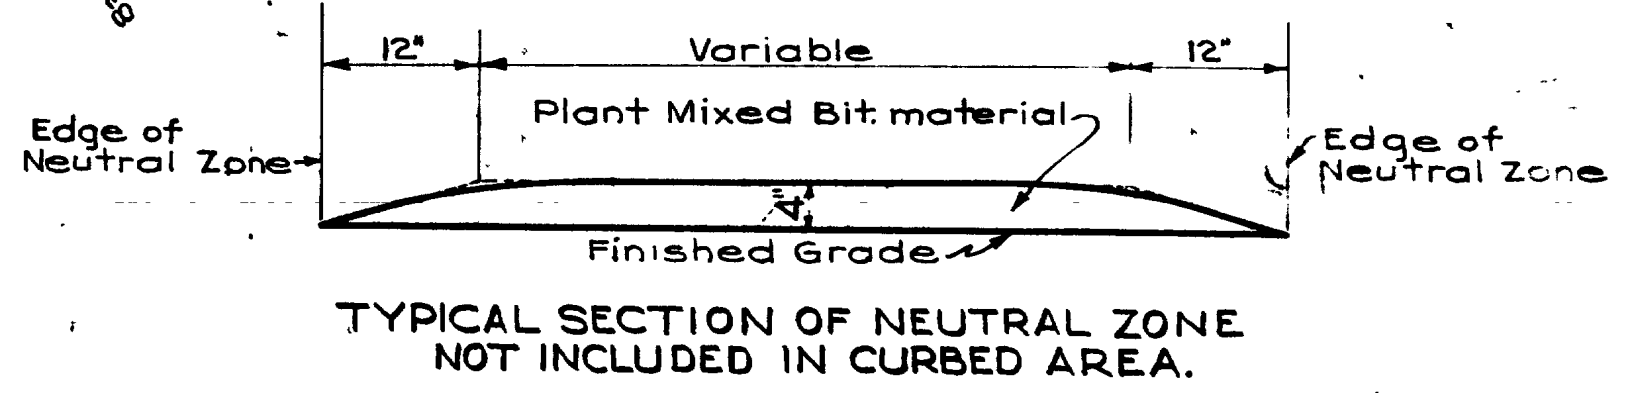 8
12"
Variable
12"
Plant Mixed Bit. material
Edge of
Neutral Zone
Edge of
Neutral Zone
4"
Finished Grade
TYPICAL SECTION OF NEUTRAL ZONE
NOT INCLUDED IN CURBED AREA.